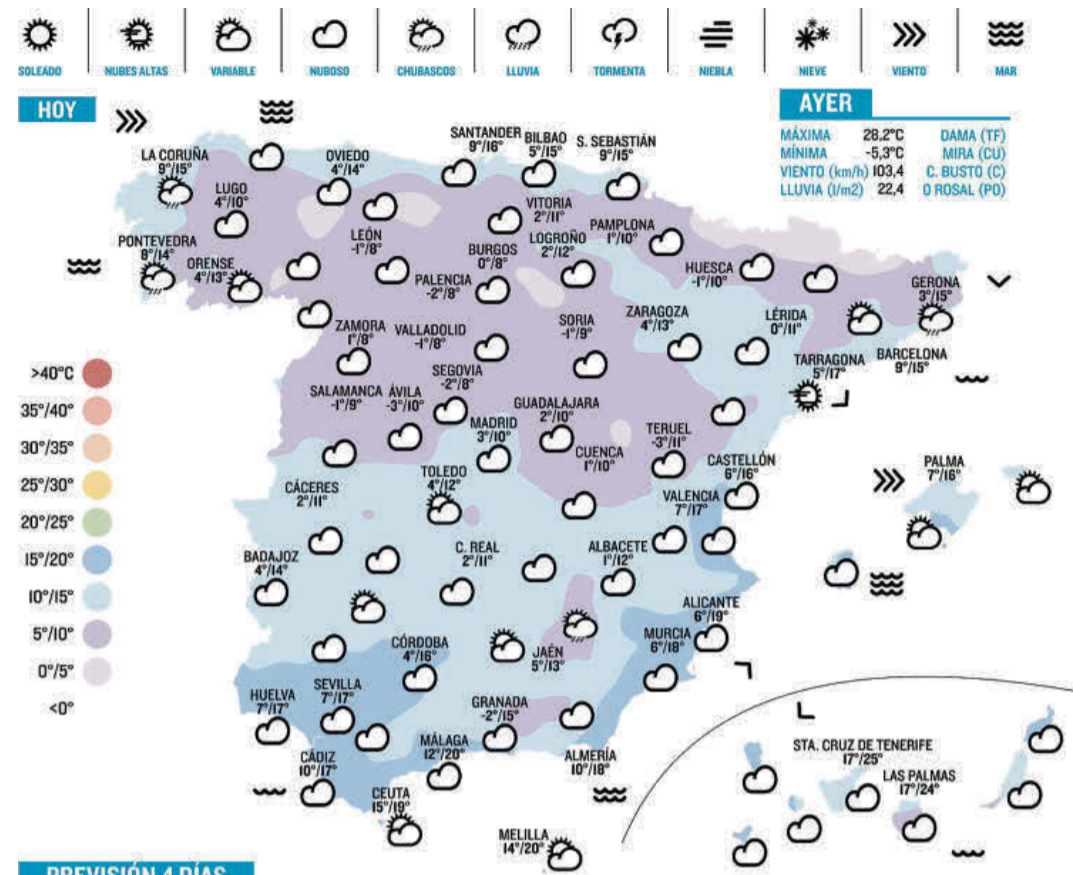 SOLEADO
NUBES ALTAS
VARIABLE
NUBOSO
CHUBASCOS
LLUVIA
TORMENTA
NIEBLA
NIEVE
VIENTO
MAR
HOY
AYER
MÁXIMA 28,2°C DAMA (TF)
MÍNIMA -5,3°C MIRA (CU)
VIENTO (km/h) 103,4 C. BUSTO (C)
LLUVIA (l/m2) 22,4 O ROSAL (PO)
LA CORUÑA
9°/15°
LUGO
4°/10°
OVIEDO
4°/14°
SANTANDER
9°/16°
BILBAO
5°/15°
S. SEBASTIÁN
9°/15°
PONTEVEDRA
8°/14°
ORENSE
4°/13°
LEÓN
-1°/8°
PALENCIA
-2°/8°
BURGOS
0°/8°
VITORIA
2°/11°
LOGROÑO
2°/12°
PAMPLONA
1°/10°
HUESCA
-1°/10°
GERONA
3°/15°
ZAMORA
1°/8°
VALLADOLID
-1°/8°
SORIA
-1°/9°
ZARAGOZA
4°/13°
LÉRIDA
0°/11°
TARRAGONA
5°/17°
BARCELONA
9°/15°
SEGOVIA
-2°/8°
SALAMANCA
-1°/9°
ÁVILA
-3°/10°
MADRID
3°/10°
GUADALAJARA
2°/10°
CUENCA
1°/10°
TERUEL
-3°/11°
CASTELLÓN
6°/16°
PALMA
7°/16°
TOLEDO
4°/12°
CÁCERES
2°/11°
VALENCIA
7°/17°
BADAJOZ
4°/14°
C. REAL
2°/11°
ALBACETE
1°/12°
ALICANTE
6°/19°
MURCIA
6°/18°
CÓRDOBA
4°/16°
JAÉN
5°/13°
HUELVA
7°/17°
SEVILLA
7°/17°
GRANADA
-2°/15°
MÁLAGA
12°/20°
ALMERÍA
10°/18°
CÁDIZ
10°/17°
CEUTA
15°/19°
MELILLA
14°/20°
STA. CRUZ DE TENERIFE
17°/25°
LAS PALMAS
17°/24°
>40°C
35°/40°
30°/35°
25°/30°
20°/25°
15°/20°
10°/15°
5°/10°
0°/5°
<0°
PREVISIÓN 4 DÍAS